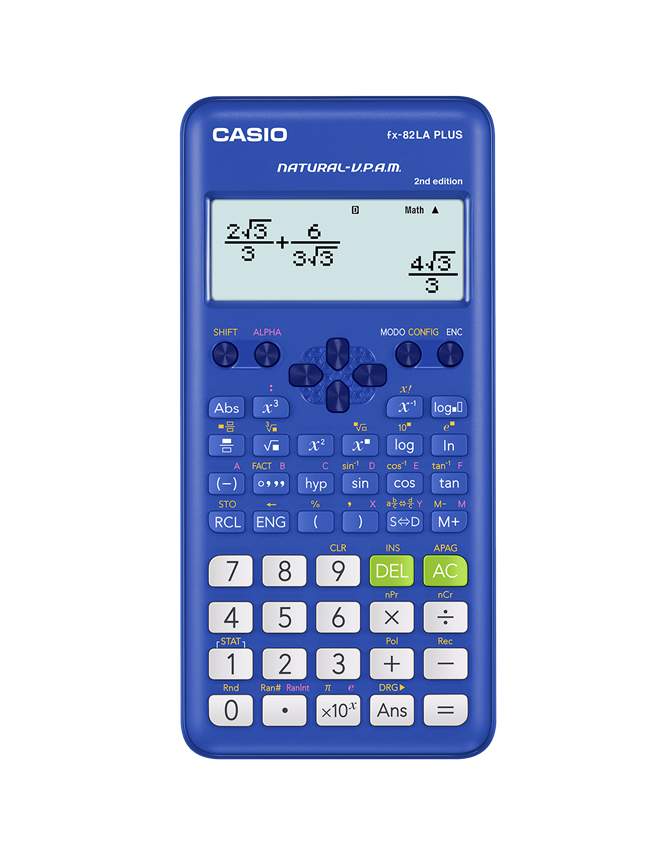 CASIO fx-82LA PLUS
NATURAL-V.P.A.M.
2nd edition
D Math ▲
2√3/3+6/3√3
4√3/3
SHIFT ALPHA MODO CONFIG ENC
: x!
Abs x³ x⁻¹ log■▯
■⊟ ³√■ ■√▯ 10■ e■
⊟ √■ x² x■ log ln
A FACT B C sin⁻¹ D cos⁻¹ E tan⁻¹ F
(−) °,,, hyp sin cos tan
STO ← % , X a b/c⇔d/c Y M− M
RCL ENG ( ) S⇔D M+
CLR INS APAG
7 8 9 DEL AC
nPr nCr
4 5 6 × ÷
STAT Pol Rec
1 2 3 + −
Rnd Ran# RanInt π e DRG▶
0 • ×10ˣ Ans =